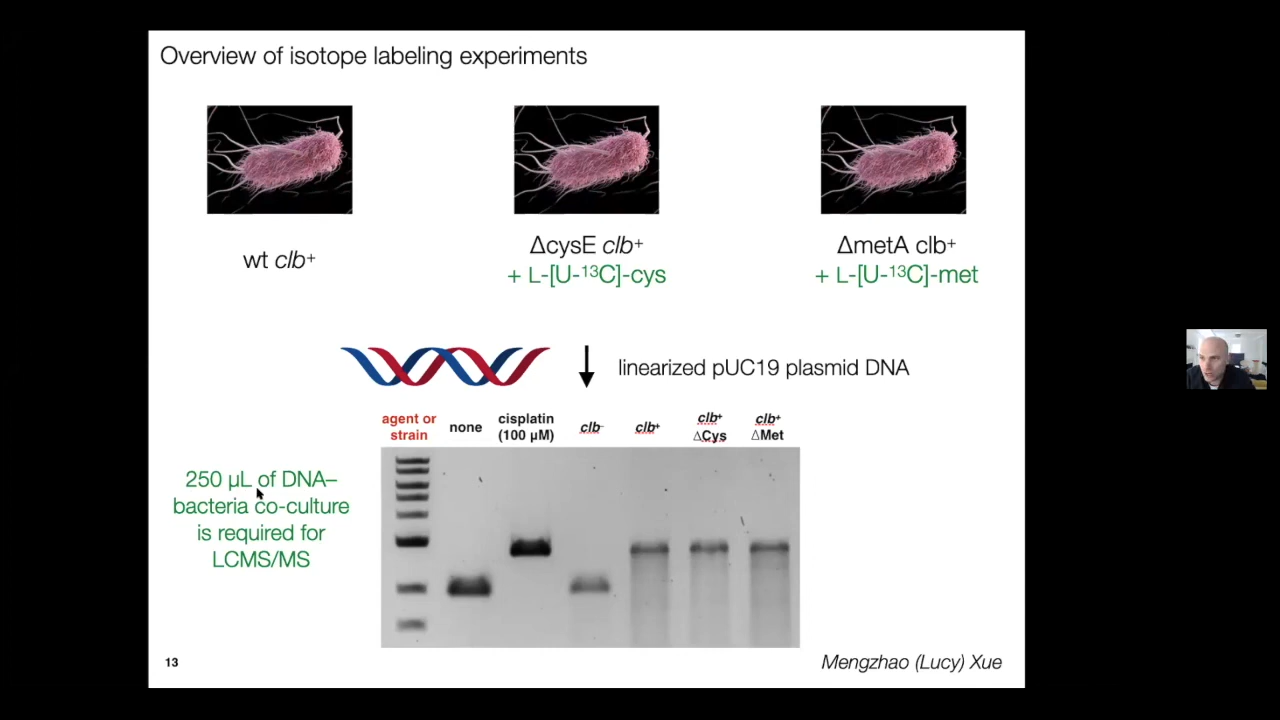 Overview of isotope labeling experiments
wt clb⁺
ΔcysE clb⁺
+ L-[U-¹³C]-cys
ΔmetA clb⁺
+ L-[U-¹³C]-met
linearized pUC19 plasmid DNA
agent or
strain
none
cisplatin
(100 µM)
clb⁻
clb⁺
clb⁺
ΔCys
clb⁺
ΔMet
250 µL of DNA–
bacteria co-culture
is required for
LCMS/MS
13
Mengzhao (Lucy) Xue